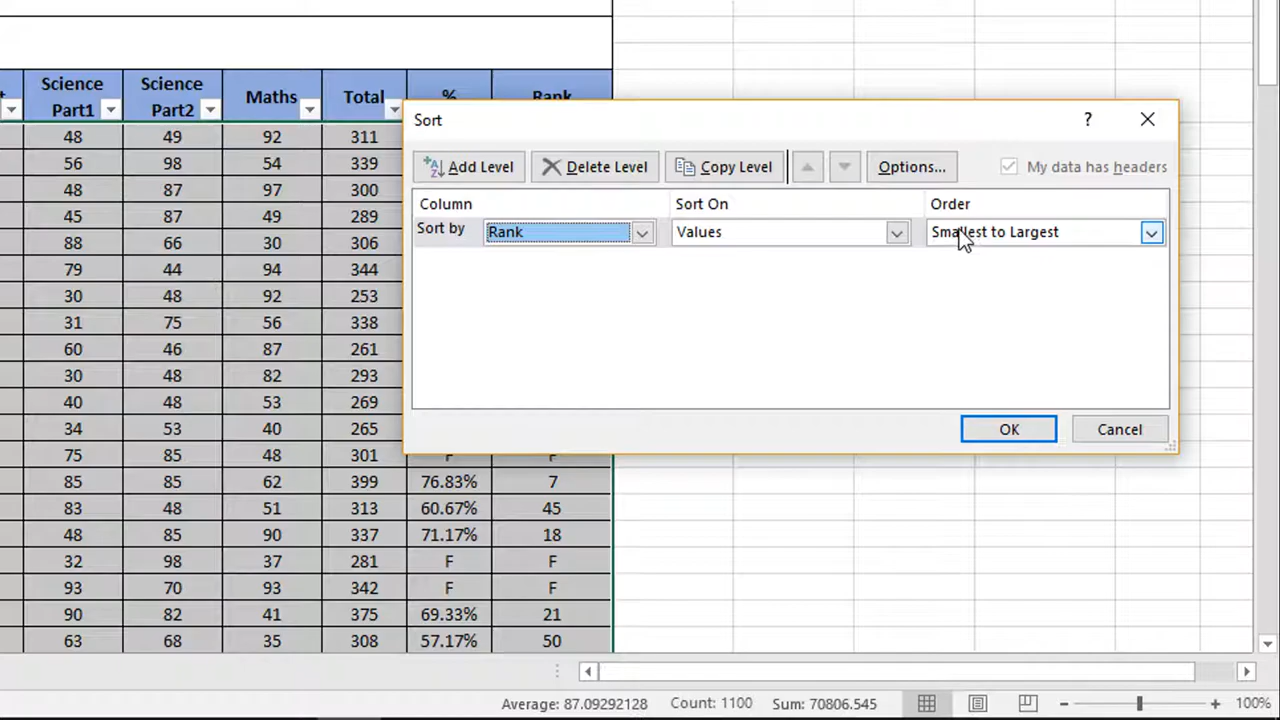 Science Science Maths Total % Rank
Part1 Part2
Sort
? ×
Add Level Delete Level Copy Level Options... My data has headers
Column Sort On Order
Sort by Rank Values Smallest to Largest
OK Cancel
48 49 92 311
56 98 54 339
48 87 97 300
45 87 49 289
88 66 30 306
79 44 94 344
30 48 92 253
31 75 56 338
60 46 87 261
30 48 82 293
40 48 53 269
34 53 40 265
75 85 48 301 F F
85 85 62 399 76.83% 7
83 48 51 313 60.67% 45
48 85 90 337 71.17% 18
32 98 37 281 F F
93 70 93 342 F F
90 82 41 375 69.33% 21
63 68 35 308 57.17% 50
Average: 87.09292128 Count: 1100 Sum: 70806.545 100%